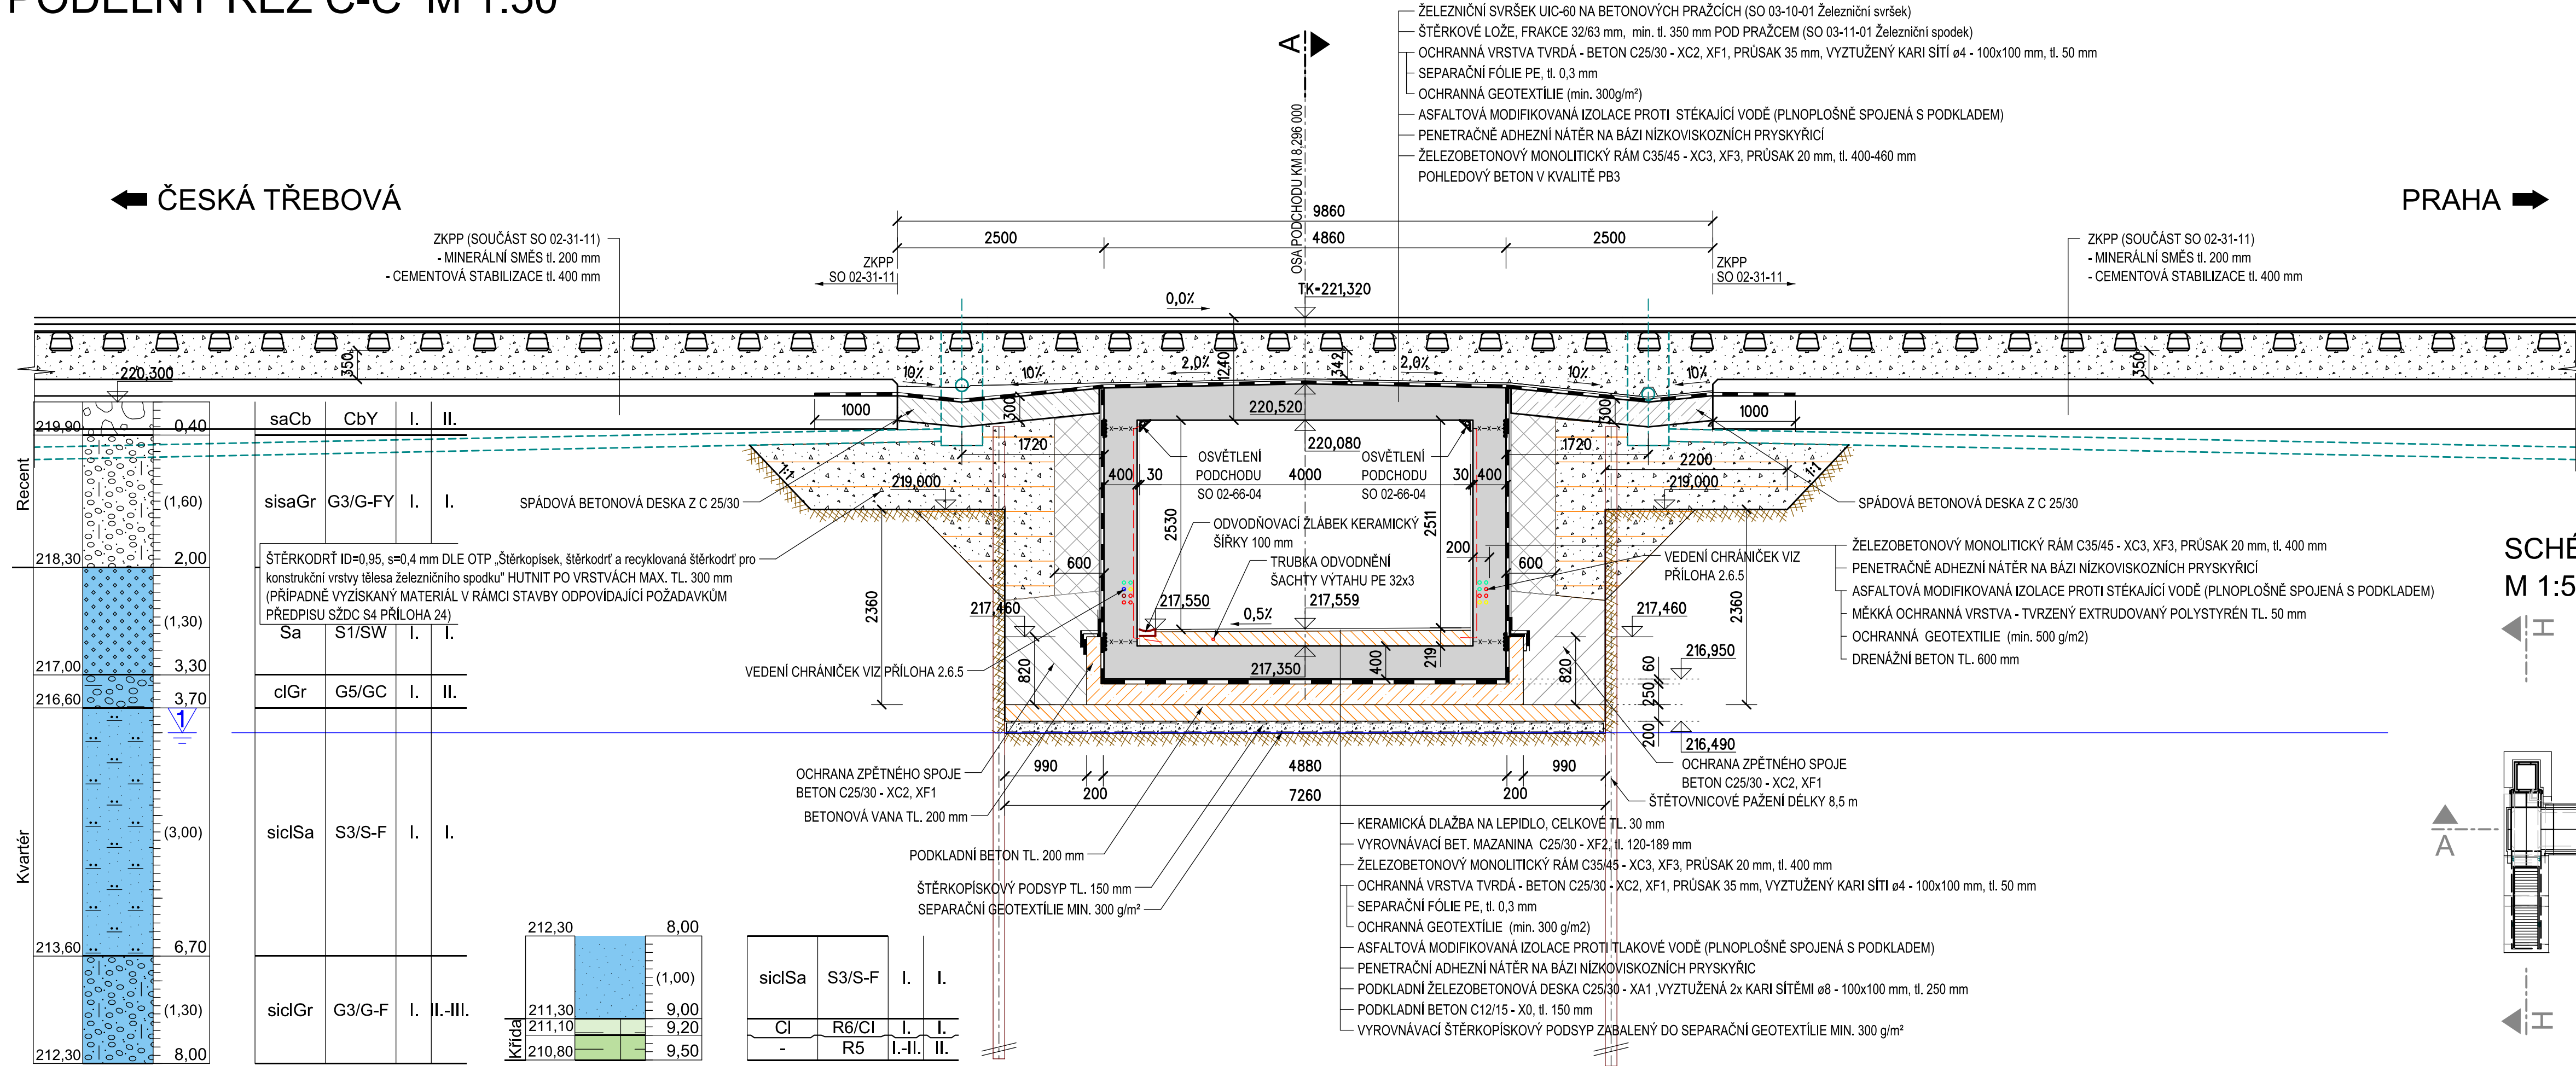 PODÉLNÝ ŘEZ C-C  M 1:50
ŽELEZNIČNÍ SVRŠEK UIC-60 NA BETONOVÝCH PRAŽCÍCH (SO 03-10-01 Železniční svršek)
ŠTĚRKOVÉ LOŽE, FRAKCE 32/63 mm,  min. tl. 350 mm POD PRAŽCEM (SO 03-11-01 Železniční spodek)
OCHRANNÁ VRSTVA TVRDÁ - BETON C25/30 - XC2, XF1, PRŮSAK 35 mm, VYZTUŽENÝ KARI SÍTÍ ø4 - 100x100 mm, tl. 50 mm
SEPARAČNÍ FÓLIE PE, tl. 0,3 mm
OCHRANNÁ GEOTEXTÍLIE (min. 300g/m²)
ASFALTOVÁ MODIFIKOVANÁ IZOLACE PROTI  STÉKAJÍCÍ VODĚ (PLNOPLOŠNĚ SPOJENÁ S PODKLADEM)
PENETRAČNĚ ADHEZNÍ NÁTĚR NA BÁZI NÍZKOVISKOZNÍCH PRYSKYŘICÍ
ŽELEZOBETONOVÝ MONOLITICKÝ RÁM C35/45 - XC3, XF3, PRŮSAK 20 mm, tl. 400-460 mm
POHLEDOVÝ BETON V KVALITĚ PB3
A
OSA PODCHODU KM 8,296 000
ČESKÁ TŘEBOVÁ
PRAHA
ZKPP (SOUČÁST SO 02-31-11)
- MINERÁLNÍ SMĚS tl. 200 mm
- CEMENTOVÁ STABILIZACE tl. 400 mm
ZKPP (SOUČÁST SO 02-31-11)
- MINERÁLNÍ SMĚS tl. 200 mm
- CEMENTOVÁ STABILIZACE tl. 400 mm
9860
2500
4860
2500
ZKPP
SO 02-31-11
ZKPP
SO 02-31-11
TK=221,320
0,0%
350
1240
342
350
10%
10%
2,0%
2,0%
10%
10%
220,300
1000
300
220,520
300
1000
220,080
1720
1720
2200
1:1
1:1
400
30
4000
30
400
OSVĚTLENÍ
PODCHODU
SO 02-66-04
OSVĚTLENÍ
PODCHODU
SO 02-66-04
219,000
219,000
SPÁDOVÁ BETONOVÁ DESKA Z C 25/30
SPÁDOVÁ BETONOVÁ DESKA Z C 25/30
2530
2511
ODVODŇOVACÍ ŽLÁBEK KERAMICKÝ
ŠÍŘKY 100 mm
TRUBKA ODVODNĚNÍ
ŠACHTY VÝTAHU PE 32x3
200
600
600
VEDENÍ CHRÁNIČEK VIZ
PŘÍLOHA 2.6.5
ŠTĚRKODRŤ ID=0,95, s=0,4 mm DLE OTP „Štěrkopisek, štěrkodrť a recyklovaná štěrkodrť pro
konstrukční vrstvy tělesa železničního spodku" HUTNIT PO VRSTVÁCH MAX. TL. 300 mm
(PŘÍPADNĚ VYZÍSKANÝ MATERIÁL V RÁMCI STAVBY ODPOVÍDAJÍCÍ POŽADAVKŮM
PŘEDPISU SŽDC S4 PŘÍLOHA 24)
ŽELEZOBETONOVÝ MONOLITICKÝ RÁM C35/45 - XC3, XF3, PRŮSAK 20 mm, tl. 400 mm
PENETRAČNĚ ADHEZNÍ NÁTĚR NA BÁZI NÍZKOVISKOZNÍCH PRYSKYŘICÍ
ASFALTOVÁ MODIFIKOVANÁ IZOLACE PROTI STÉKAJÍCÍ VODĚ (PLNOPLOŠNĚ SPOJENÁ S PODKLADEM)
MĚKKÁ OCHRANNÁ VRSTVA - TVRZENÝ EXTRUDOVANÝ POLYSTYRÉN TL. 50 mm
OCHRANNÁ  GEOTEXTILIE  (min. 500 g/m2)
DRENÁŽNÍ BETON TL. 600 mm
2360
2360
217,460
217,460
217,550
0,5%
217,559
217,350
400
219
820
820
216,950
60
250
200
216,490
VEDENÍ CHRÁNIČEK VIZ PŘÍLOHA 2.6.5
OCHRANA ZPĚTNÉHO SPOJE
BETON C25/30 - XC2, XF1
BETONOVÁ VANA TL. 200 mm
PODKLADNÍ BETON TL. 200 mm
ŠTĚRKOPÍSKOVÝ PODSYP TL. 150 mm
SEPARAČNÍ GEOTEXTÍLIE MIN. 300 g/m²
990
4880
990
200
7260
200
OCHRANA ZPĚTNÉHO SPOJE
BETON C25/30 - XC2, XF1
ŠTĚTOVNICOVÉ PAŽENÍ DÉLKY 8,5 m
KERAMICKÁ DLAŽBA NA LEPIDLO, CELKOVÉ TL. 30 mm
VYROVNÁVACÍ BET. MAZANINA  C25/30 - XF2, tl. 120-189 mm
ŽELEZOBETONOVÝ MONOLITICKÝ RÁM C35/45 - XC3, XF3, PRŮSAK 20 mm, tl. 400 mm
OCHRANNÁ VRSTVA TVRDÁ - BETON C25/30 - XC2, XF1, PRŮSAK 35 mm, VYZTUŽENÝ KARI SÍTI ø4 - 100x100 mm, tl. 50 mm
SEPARAČNÍ FÓLIE PE, tl. 0,3 mm
OCHRANNÁ GEOTEXTÍLIE  (min. 300 g/m2)
ASFALTOVÁ MODIFIKOVANÁ IZOLACE PROTI TLAKOVÉ VODĚ (PLNOPLOŠNĚ SPOJENÁ S PODKLADEM)
PENETRAČNÍ ADHEZNÍ NÁTĚR NA BÁZI NÍZKOVISKOZNÍCH PRYSKYŘIC
PODKLADNÍ ŽELEZOBETONOVÁ DESKA C25/30 - XA1 ,VYZTUŽENÁ 2x KARI SÍTĚMI ø8 - 100x100 mm, tl. 250 mm
PODKLADNÍ BETON C12/15 - X0, tl. 150 mm
VYROVNÁVACÍ ŠTĚRKOPÍSKOVÝ PODSYP ZABALENÝ DO SEPARAČNÍ GEOTEXTÍLIE MIN. 300 g/m²
Recent
Kvartér
219,90 0,40 saCb CbY I. II.
(1,60) sisaGr G3/G-FY I. I.
218,30 2,00
(1,30) Sa S1/SW I. I.
217,00 3,30
clGr G5/GC I. II.
216,60 3,70
1
(3,00) siclSa S3/S-F I. I.
213,60 6,70
(1,30) siclGr G3/G-F I. II.-III.
212,30 8,00
212,30 8,00
(1,00) siclSa S3/S-F I. I.
211,30 9,00
Křída
211,10 9,20 Cl R6/CI I. I.
210,80 9,50 - R5 I.-II. II.
SCHÉ
M 1:5
H
A
H